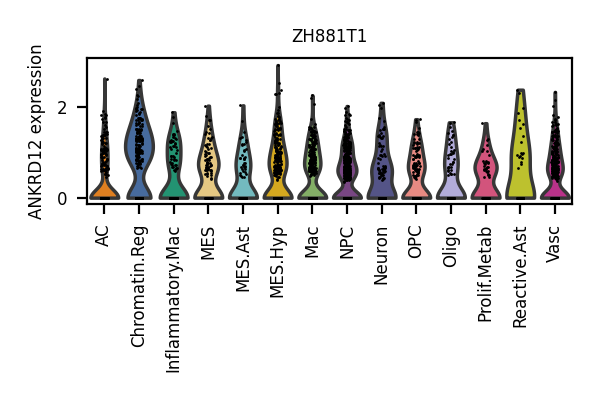 ZH881T1
ANKRD12 expression
2
0
AC
Chromatin.Reg
Inflammatory.Mac
MES
MES.Ast
MES.Hyp
Mac
NPC
Neuron
OPC
Oligo
Prolif.Metab
Reactive.Ast
Vasc